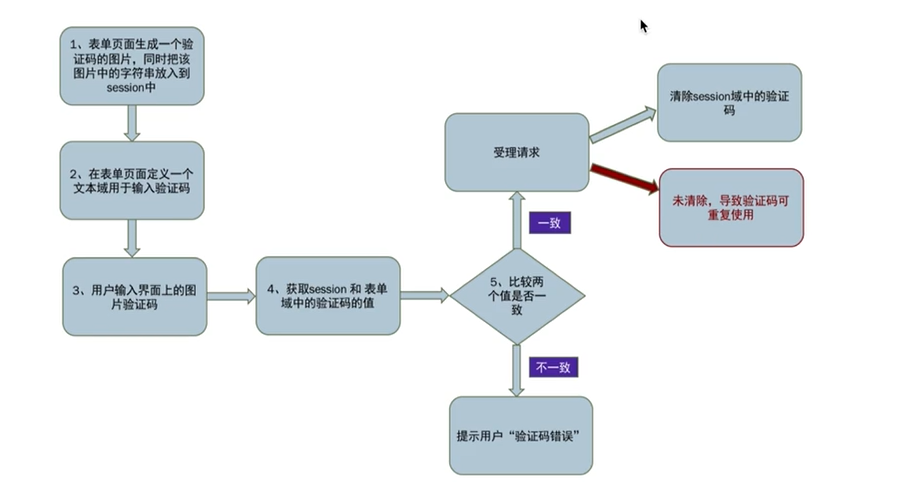 1、表单页面生成一个验
证码的图片，同时把该
图片中的字符串放入到
session中
2、在表单页面定义一个
文本域用于输入验证码
3、用户输入界面上的图
片验证码
4、获取session 和 表单
域中的验证码的值
5、比较两
个值是否一
致
一致
受理请求
清除session域中的验证
码
未清除，导致验证码可
重复使用
不一致
提示用户“验证码错误”